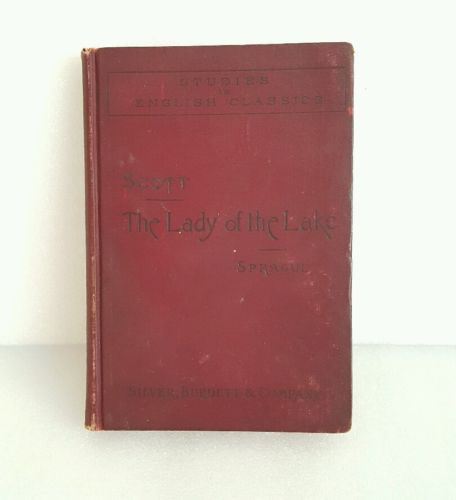 STUDIES
IN
ENGLISH CLASSICS
SCOTT
The Lady of the Lake
SPRAGUE
SILVER, BURDETT & COMPANY